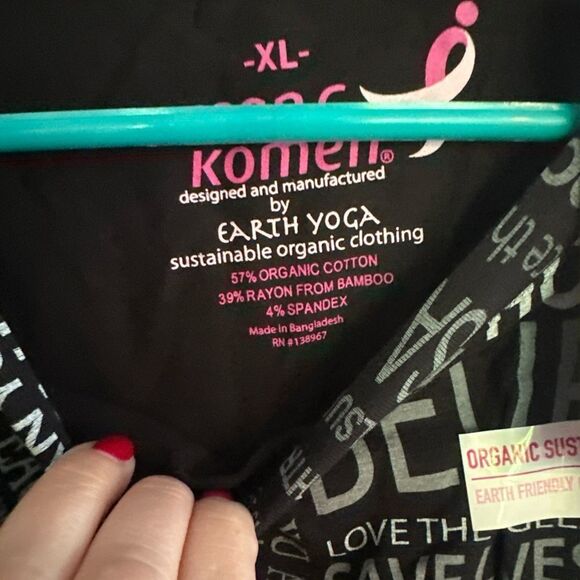 -XL-
Komen®
designed and manufactured
by
EARTH YOGA
sustainable organic clothing
57% ORGANIC COTTON
39% RAYON FROM BAMBOO
4% SPANDEX
Made in Bangladesh
RN #138967
ORGANIC SUST
EARTH FRIENDLY
LOVE THE